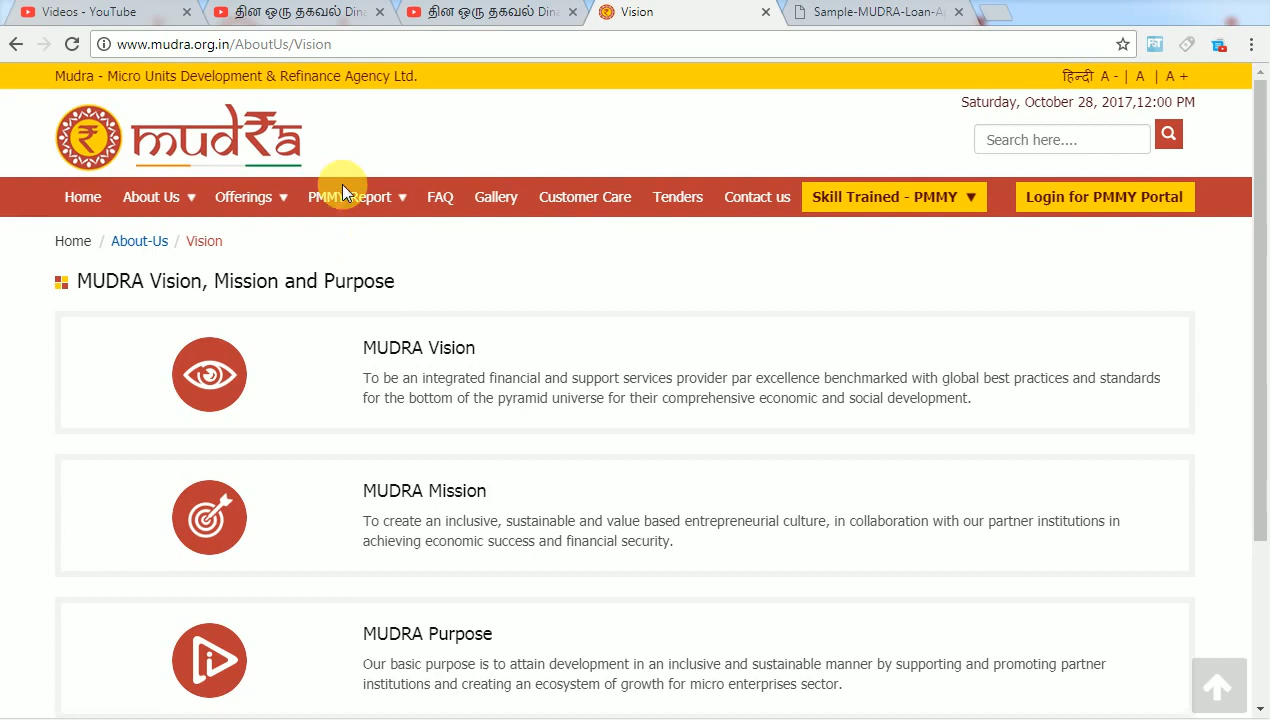 Videos - YouTube
தின ஒரு தகவல் Dina
தின ஒரு தகவல் Dina
Vision
Sample-MUDRA-Loan-Ap
www.mudra.org.in/AboutUs/Vision
Mudra - Micro Units Development & Refinance Agency Ltd.
हिन्दी A - | A | A +
Saturday, October 28, 2017,12:00 PM
mudra
Search here....
Home About Us ▼ Offerings ▼ PMMY Report ▼ FAQ Gallery Customer Care Tenders Contact us Skill Trained - PMMY ▼ Login for PMMY Portal
Home / About-Us / Vision
MUDRA Vision, Mission and Purpose
MUDRA Vision
To be an integrated financial and support services provider par excellence benchmarked with global best practices and standards
for the bottom of the pyramid universe for their comprehensive economic and social development.
MUDRA Mission
To create an inclusive, sustainable and value based entrepreneurial culture, in collaboration with our partner institutions in
achieving economic success and financial security.
MUDRA Purpose
Our basic purpose is to attain development in an inclusive and sustainable manner by supporting and promoting partner
institutions and creating an ecosystem of growth for micro enterprises sector.